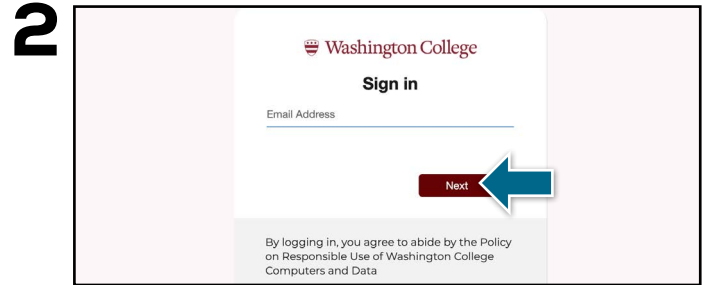 2
Washington College
Sign in
Email Address
Next
By logging in, you agree to abide by the Policy
on Responsible Use of Washington College
Computers and Data